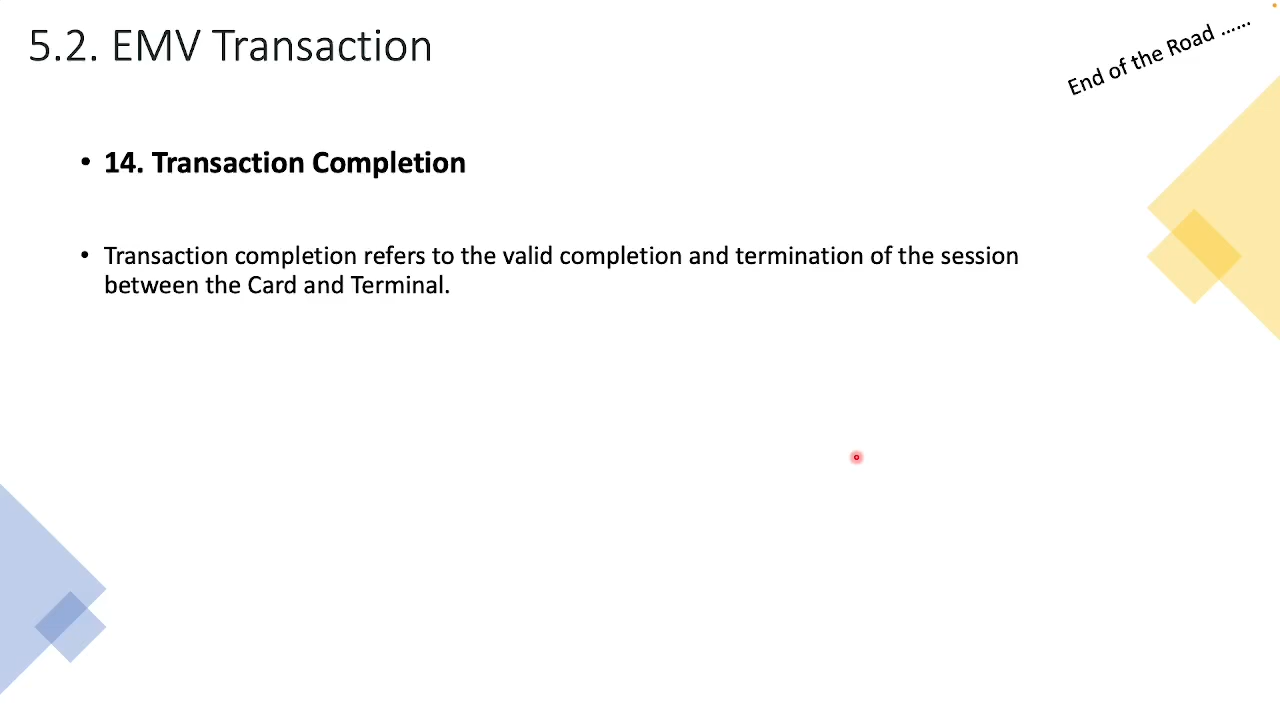 5.2. EMV Transaction
End of the Road ......
• 14. Transaction Completion
• Transaction completion refers to the valid completion and termination of the session
between the Card and Terminal.